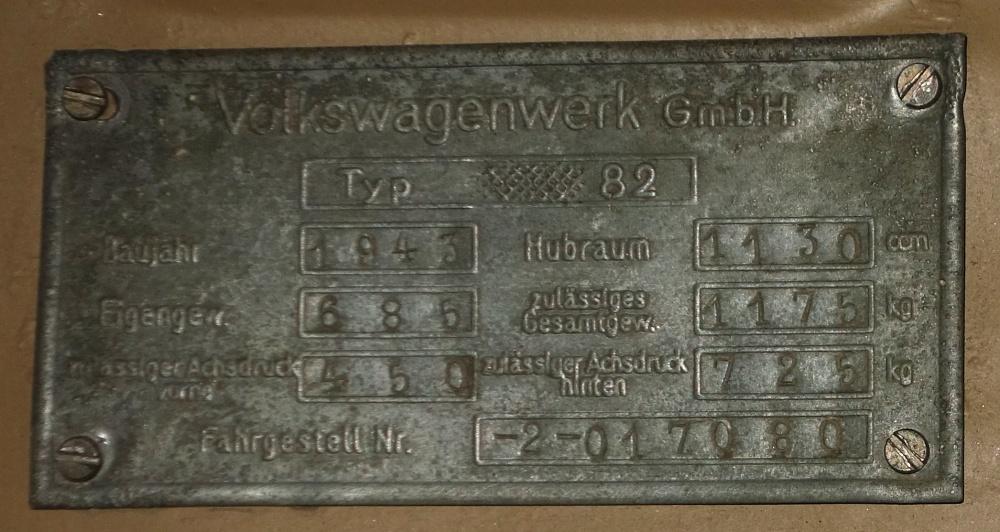 Volkswagenwerk G.m.b.H.
Typ 82
Baujahr 1943 Hubraum 1130 ccm.
Eigengew. 685 zulässiges Gesamtgew. 1175 kg
zulässiger Achsdruck vorne 450 zulässiger Achsdruck hinten 725 kg
Fahrgestell Nr. -2-017080